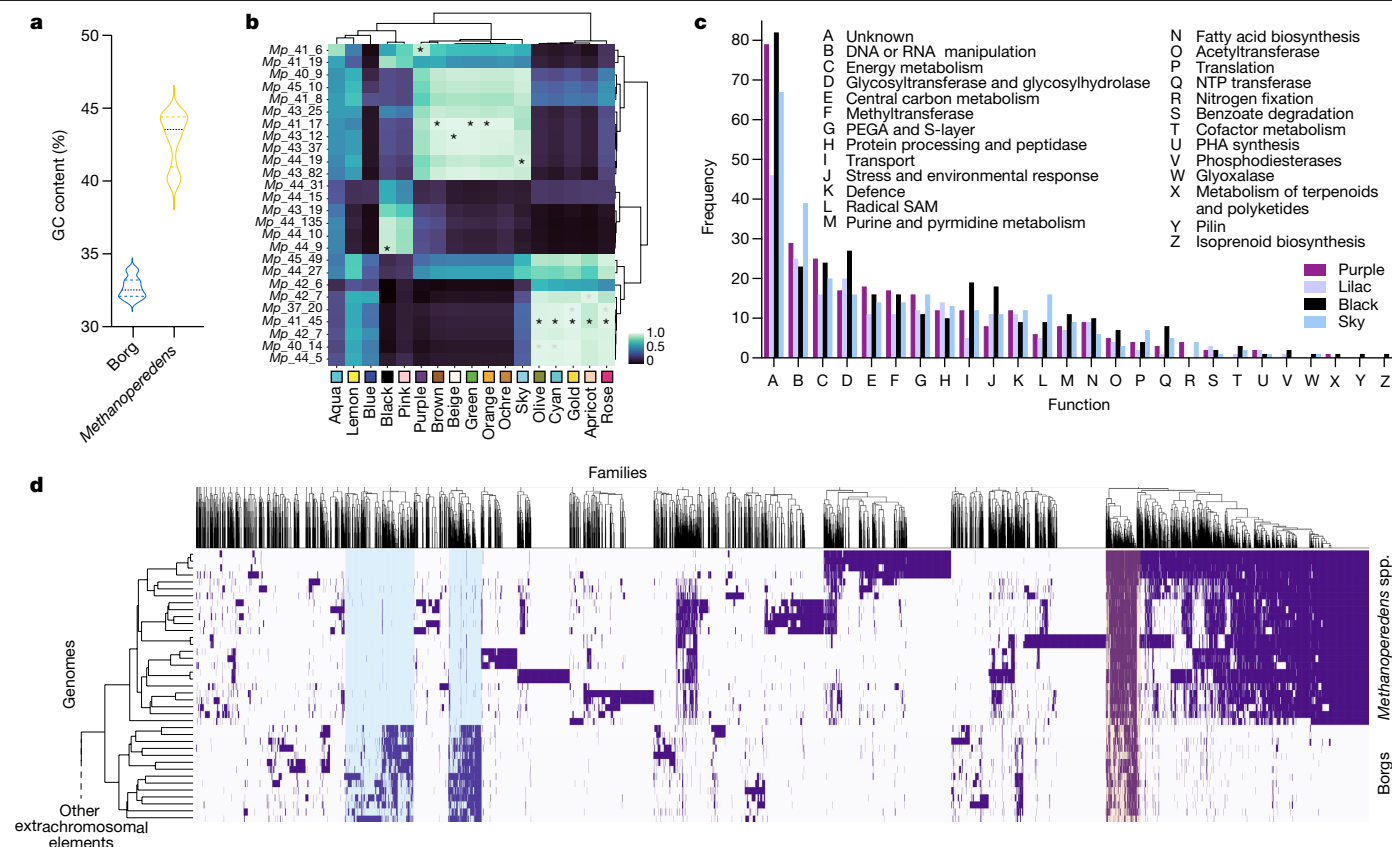 a
50
45
40
35
30
GC content (%)
Borg
Methanoperedens
b
Mp_41_6
Mp_41_19
Mp_40_9
Mp_45_10
Mp_41_8
Mp_43_25
Mp_41_17
Mp_43_12
Mp_43_37
Mp_44_19
Mp_43_82
Mp_44_31
Mp_44_15
Mp_43_19
Mp_44_135
Mp_44_10
Mp_44_9
Mp_45_49
Mp_44_27
Mp_42_6
Mp_42_7
Mp_37_20
Mp_41_45
Mp_42_7
Mp_40_14
Mp_44_5
1.0
0.5
0
Aqua
Lemon
Blue
Black
Pink
Purple
Brown
Beige
Green
Orange
Ochre
Sky
Olive
Cyan
Gold
Apricot
Rose
c
80
70
60
50
40
30
20
10
0
Frequency
A B C D E F G H I J K L M N O P Q R S T U V W X Y Z
Function
A Unknown
B DNA or RNA manipulation
C Energy metabolism
D Glycosyltransferase and glycosylhydrolase
E Central carbon metabolism
F Methyltransferase
G PEGA and S-layer
H Protein processing and peptidase
I Transport
J Stress and environmental response
K Defence
L Radical SAM
M Purine and pyrmidine metabolism
N Fatty acid biosynthesis
O Acetyltransferase
P Translation
Q NTP transferase
R Nitrogen fixation
S Benzoate degradation
T Cofactor metabolism
U PHA synthesis
V Phosphodiesterases
W Glyoxalase
X Metabolism of terpenoids
and polyketides
Y Pilin
Z Isoprenoid biosynthesis
Purple
Lilac
Black
Sky
d
Families
Genomes
Methanoperedens spp.
Borgs
Other
extrachromosomal
elements